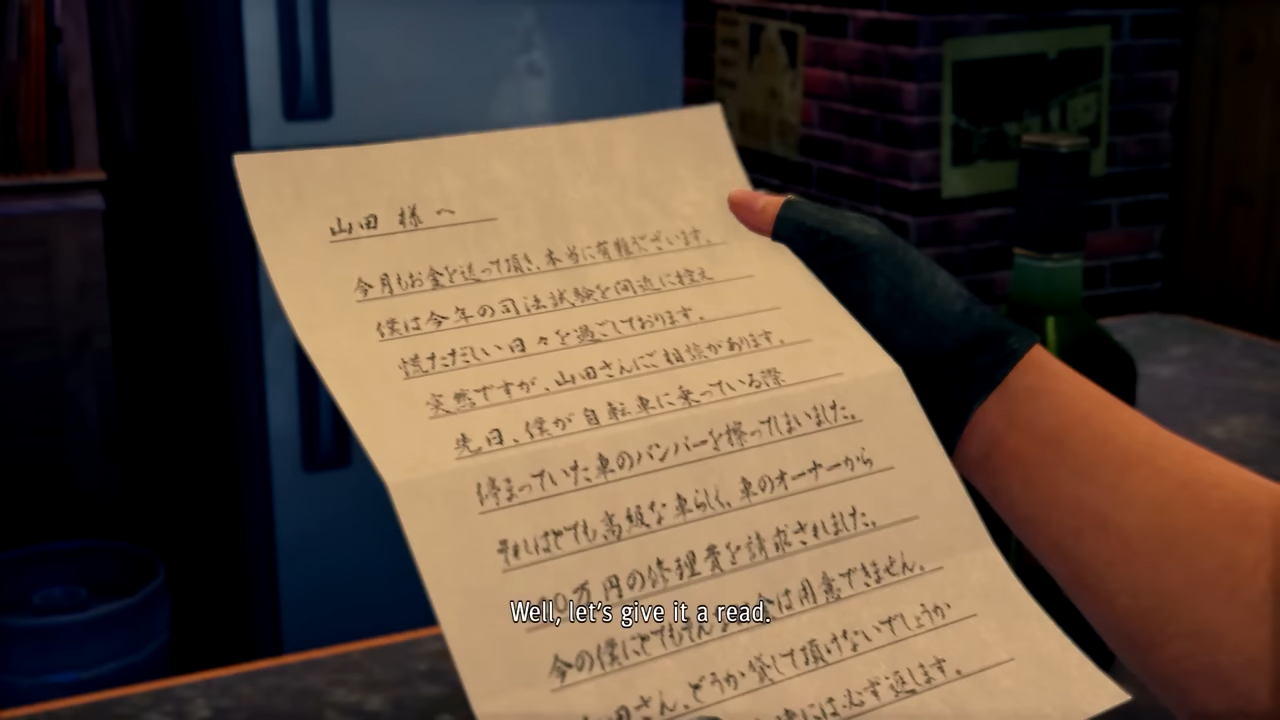 山田 様へ
今月もお金を送って頂き、本当に有難うございます。
僕は今年の司法試験を間近に控え
慌ただしい日々を過ごしております。
突然ですが、山田さんにご相談があります。
先日、僕が自転車に乗っている際
停まっていた車のバンパーを擦ってしまいました。
それはとても高級な車らしく、車のオーナーから
万円の修理費を請求されました。
今の僕にとてもそんな は用意できません。
さん、どうか貸して頂けないでしょうか
には必ず返します。
Well, let's give it a read.